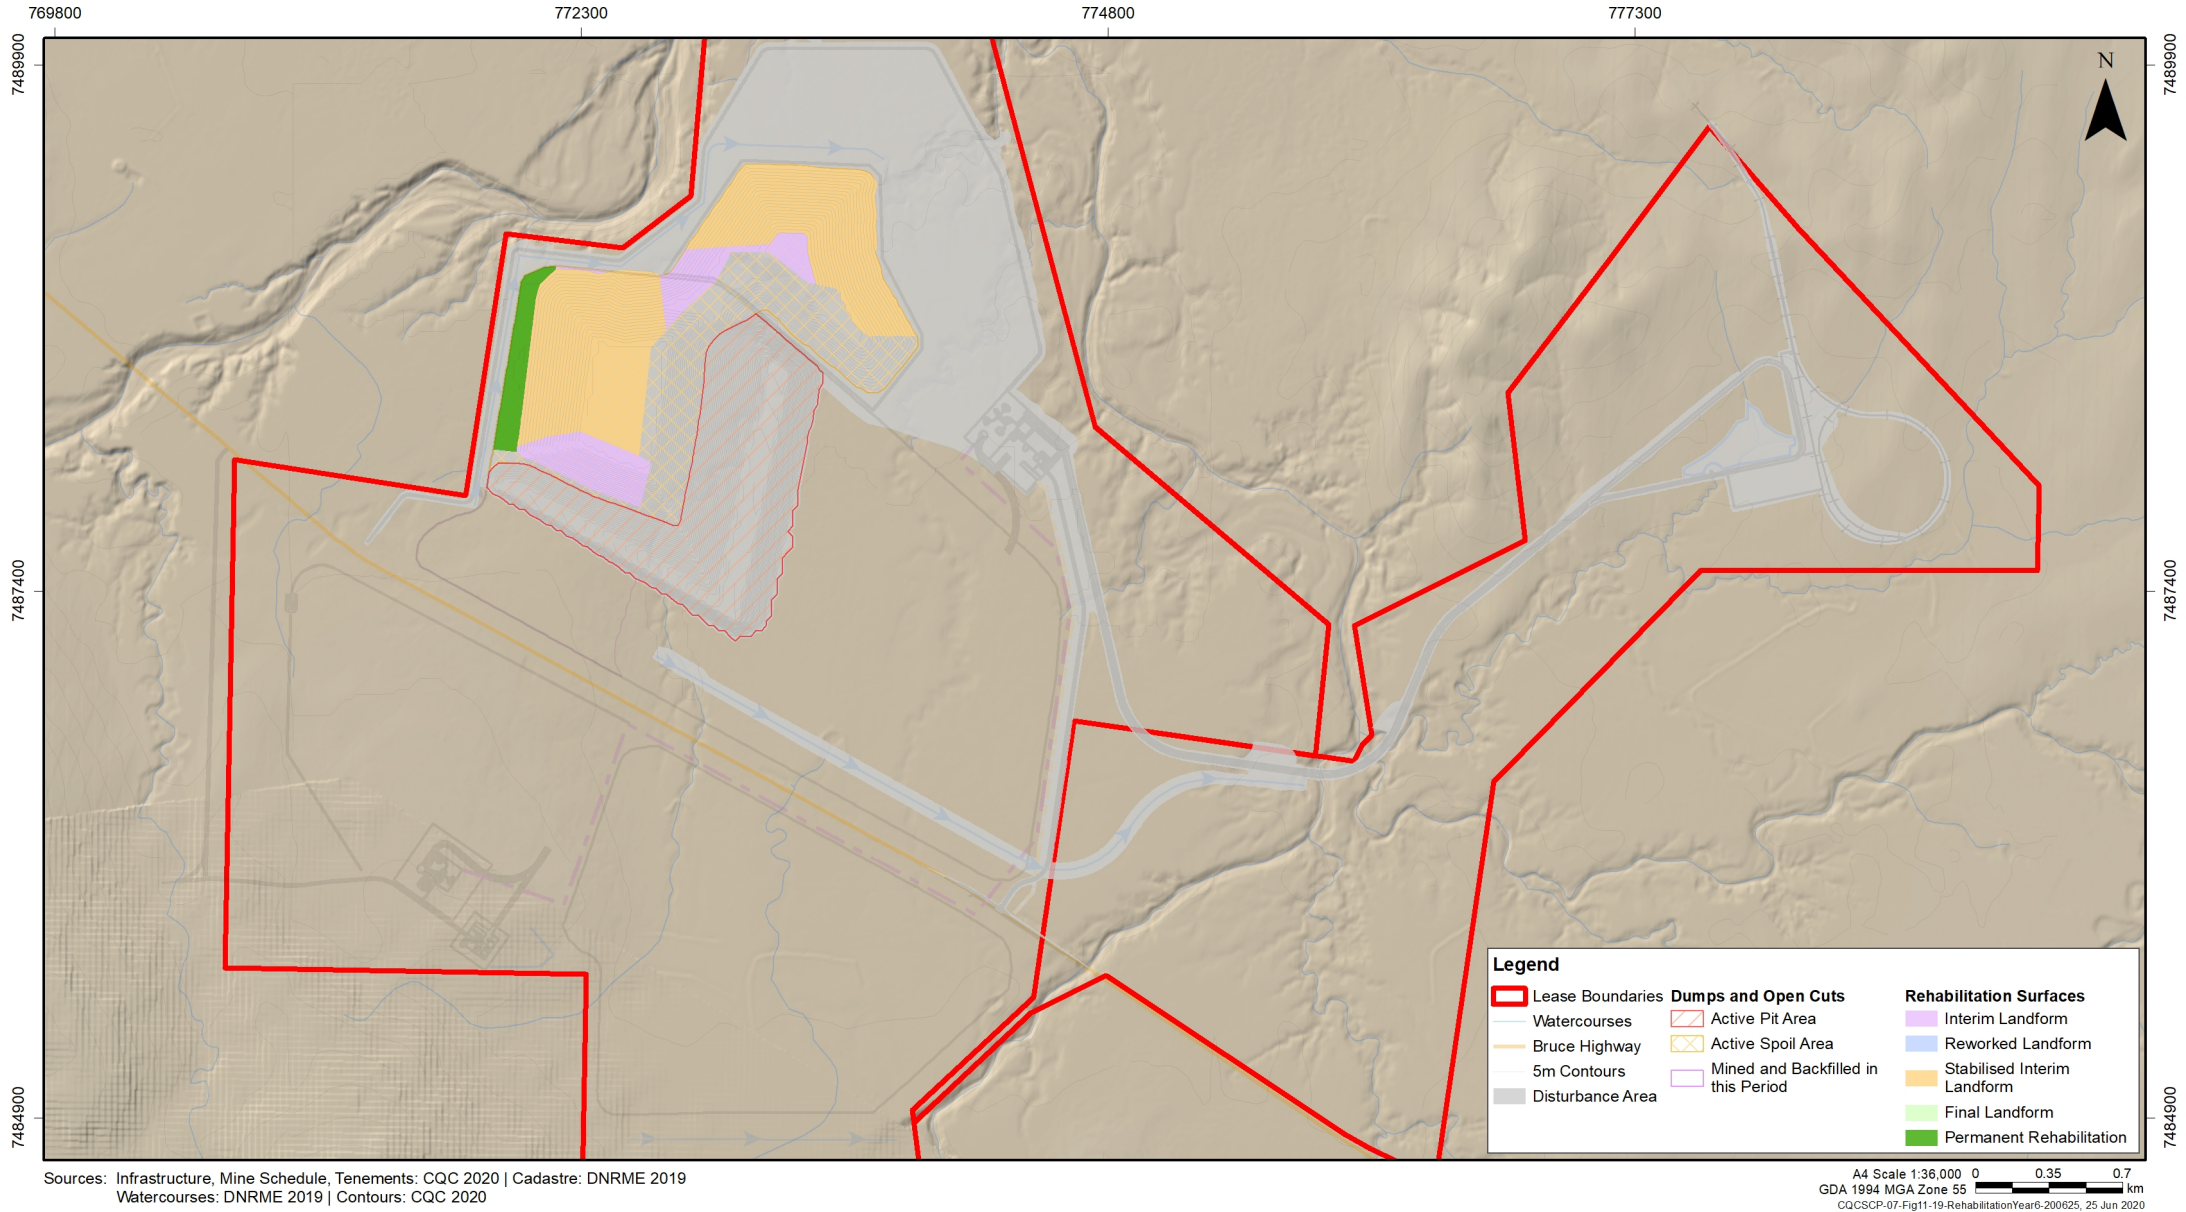 769800 772300 774800 777300
7489900 7489900
N
7487400 7487400
7484900 7484900
Legend
Lease Boundaries
Watercourses
Bruce Highway
5m Contours
Disturbance Area
Dumps and Open Cuts
Active Pit Area
Active Spoil Area
Mined and Backfilled in
this Period
Rehabilitation Surfaces
Interim Landform
Reworked Landform
Stabilised Interim
Landform
Final Landform
Permanent Rehabilitation
Sources: Infrastructure, Mine Schedule, Tenements: CQC 2020 | Cadastre: DNRME 2019
Watercourses: DNRME 2019 | Contours: CQC 2020
A4 Scale 1:36,000 0 0.35 0.7
GDA 1994 MGA Zone 55 km
CQCSCP-07-Fig11-19-RehabilitationYear6-200625, 25 Jun 2020